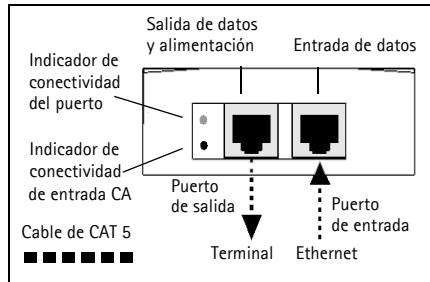 Salida de datos
y alimentación
Entrada de datos
Indicador de
conectividad
del puerto
Indicador de
conectividad
de entrada CA
Puerto
de salida
Puerto
de entrada
Cable de CAT 5
Terminal
Ethernet